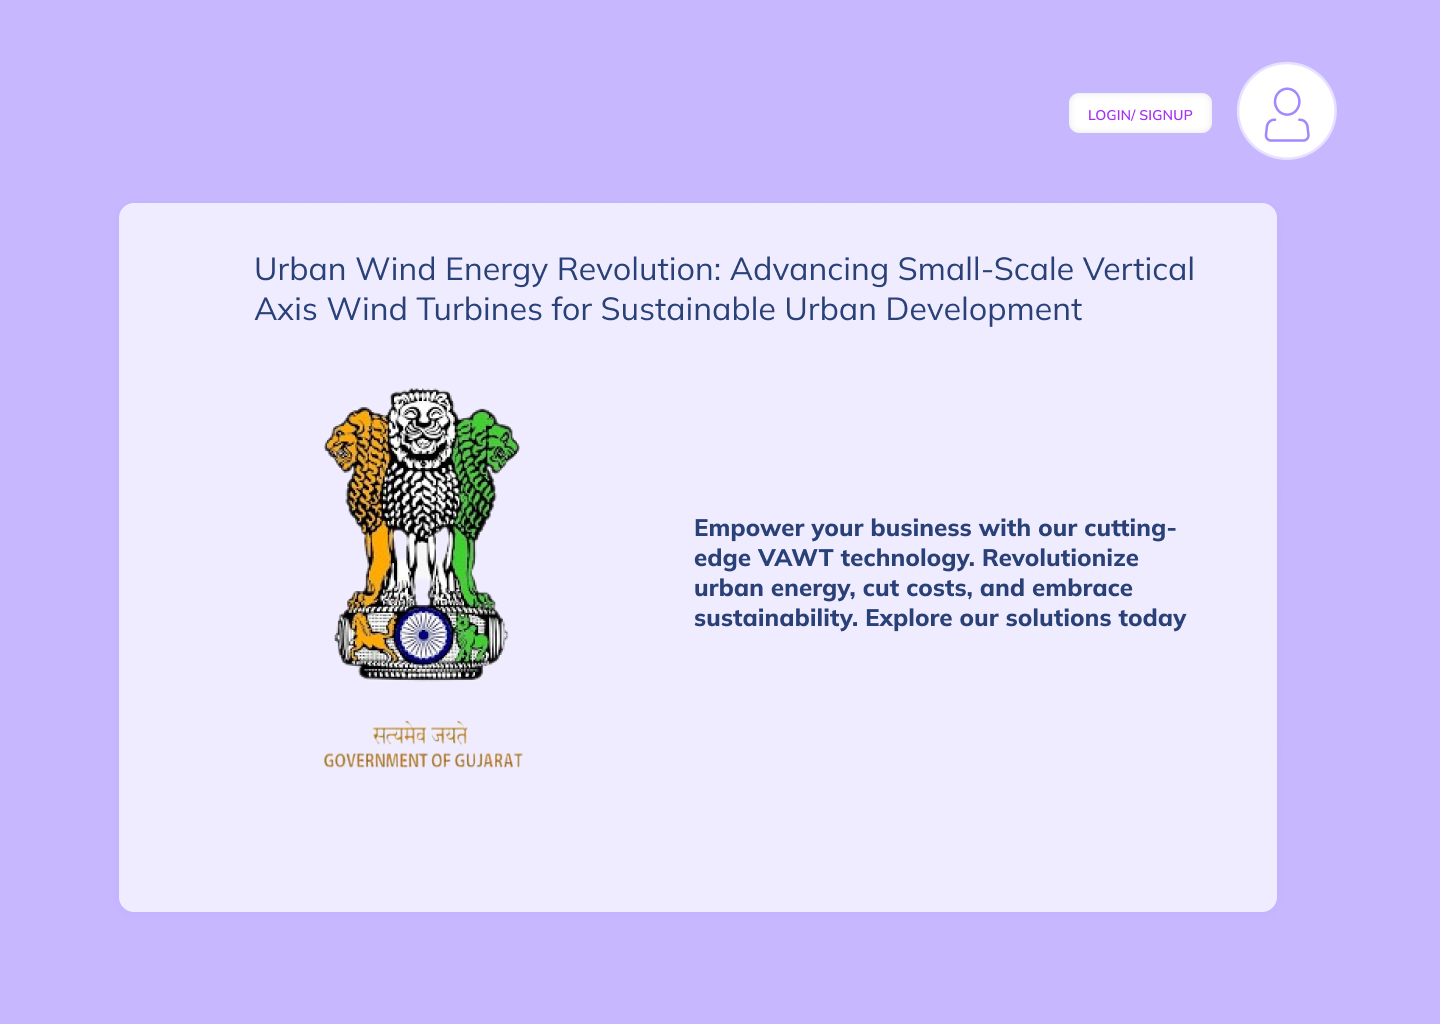 LOGIN/ SIGNUP
Urban Wind Energy Revolution: Advancing Small-Scale Vertical
Axis Wind Turbines for Sustainable Urban Development
Empower your business with our cutting-
edge VAWT technology. Revolutionize
urban energy, cut costs, and embrace
sustainability. Explore our solutions today
सत्यमेव जयते
GOVERNMENT OF GUJARAT